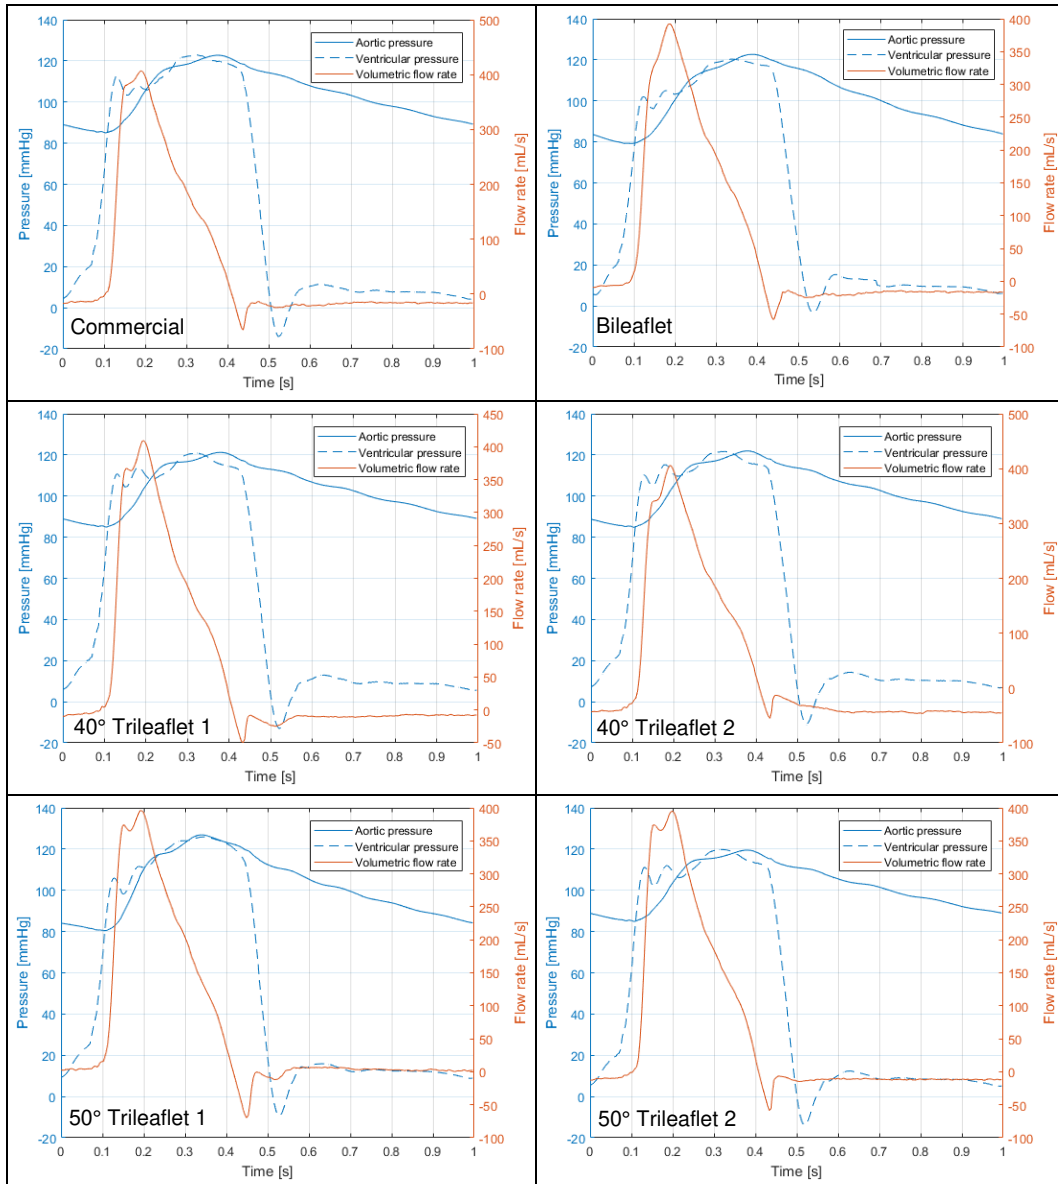 140
120
100
80
60
40
20
0
-20
Pressure [mmHg]
500
400
300
200
100
0
-100
Flow rate [mL/s]
Aortic pressure
Ventricular pressure
Volumetric flow rate
Commercial
0 0.1 0.2 0.3 0.4 0.5 0.6 0.7 0.8 0.9 1
Time [s]
140
120
100
80
60
40
20
0
-20
Pressure [mmHg]
400
350
300
250
200
150
100
50
0
-50
-100
Flow rate [mL/s]
Aortic pressure
Ventricular pressure
Volumetric flow rate
Bileaflet
0 0.1 0.2 0.3 0.4 0.5 0.6 0.7 0.8 0.9 1
Time [s]
140
120
100
80
60
40
20
0
-20
Pressure [mmHg]
450
400
350
300
250
200
150
100
50
0
-50
Flow rate [mL/s]
Aortic pressure
Ventricular pressure
Volumetric flow rate
40° Trileaflet 1
0 0.1 0.2 0.3 0.4 0.5 0.6 0.7 0.8 0.9 1
Time [s]
140
120
100
80
60
40
20
0
-20
Pressure [mmHg]
500
400
300
200
100
0
-100
Flow rate [mL/s]
Aortic pressure
Ventricular pressure
Volumetric flow rate
40° Trileaflet 2
0 0.1 0.2 0.3 0.4 0.5 0.6 0.7 0.8 0.9 1
Time [s]
140
120
100
80
60
40
20
0
-20
Pressure [mmHg]
400
350
300
250
200
150
100
50
0
-50
-100
Flow rate [mL/s]
Aortic pressure
Ventricular pressure
Volumetric flow rate
50° Trileaflet 1
0 0.1 0.2 0.3 0.4 0.5 0.6 0.7 0.8 0.9 1
Time [s]
140
120
100
80
60
40
20
0
-20
Pressure [mmHg]
400
350
300
250
200
150
100
50
0
-50
-100
Flow rate [mL/s]
Aortic pressure
Ventricular pressure
Volumetric flow rate
50° Trileaflet 2
0 0.1 0.2 0.3 0.4 0.5 0.6 0.7 0.8 0.9 1
Time [s]